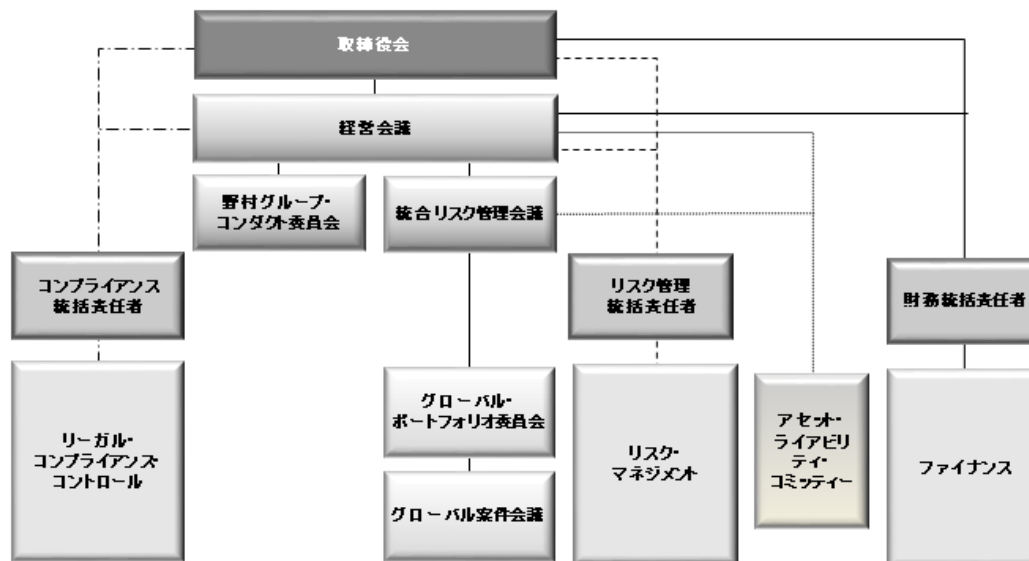 取締役会
経営会議
野村グループ・
コンダクト委員会
統合リスク管理会議
コンプライアンス
統括責任者
リスク管理
統括責任者
財務統括責任者
リーガル・
コンプライアンス・
コントロール
グローバル・
ポートフォリオ委員会
グローバル案件会議
リスク・
マネジメント
アセット・
ライアビリ
ティ・
コミッティー
ファイナンス